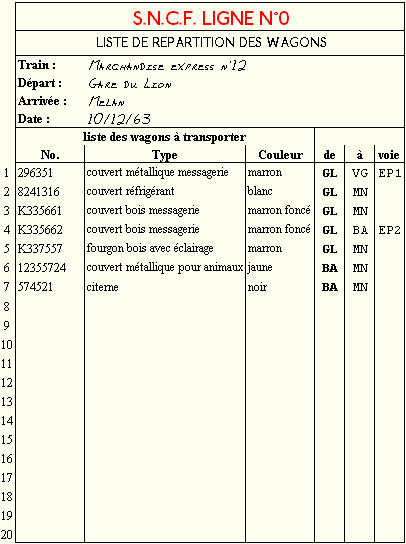 S.N.C.F. LIGNE N°0
LISTE DE REPARTITION DES WAGONS
Train : Marchandise express n°12
Départ : Gare du Lion
Arrivée : Melan
Date : 10/12/63
liste des wagons à transporter
No. Type Couleur de à voie
1 296351 couvert métallique messagerie marron GL VG EP1
2 8241316 couvert réfrigérant blanc GL MN
3 K335661 couvert bois messagerie marron foncé GL MN
4 K335662 couvert bois messagerie marron foncé GL BA EP2
5 K337557 fourgon bois avec éclairage marron GL MN
6 12355724 couvert métallique pour animaux jaune BA MN
7 574521 citerne noir BA MN
8
9
10
11
12
13
14
15
16
17
18
19
20